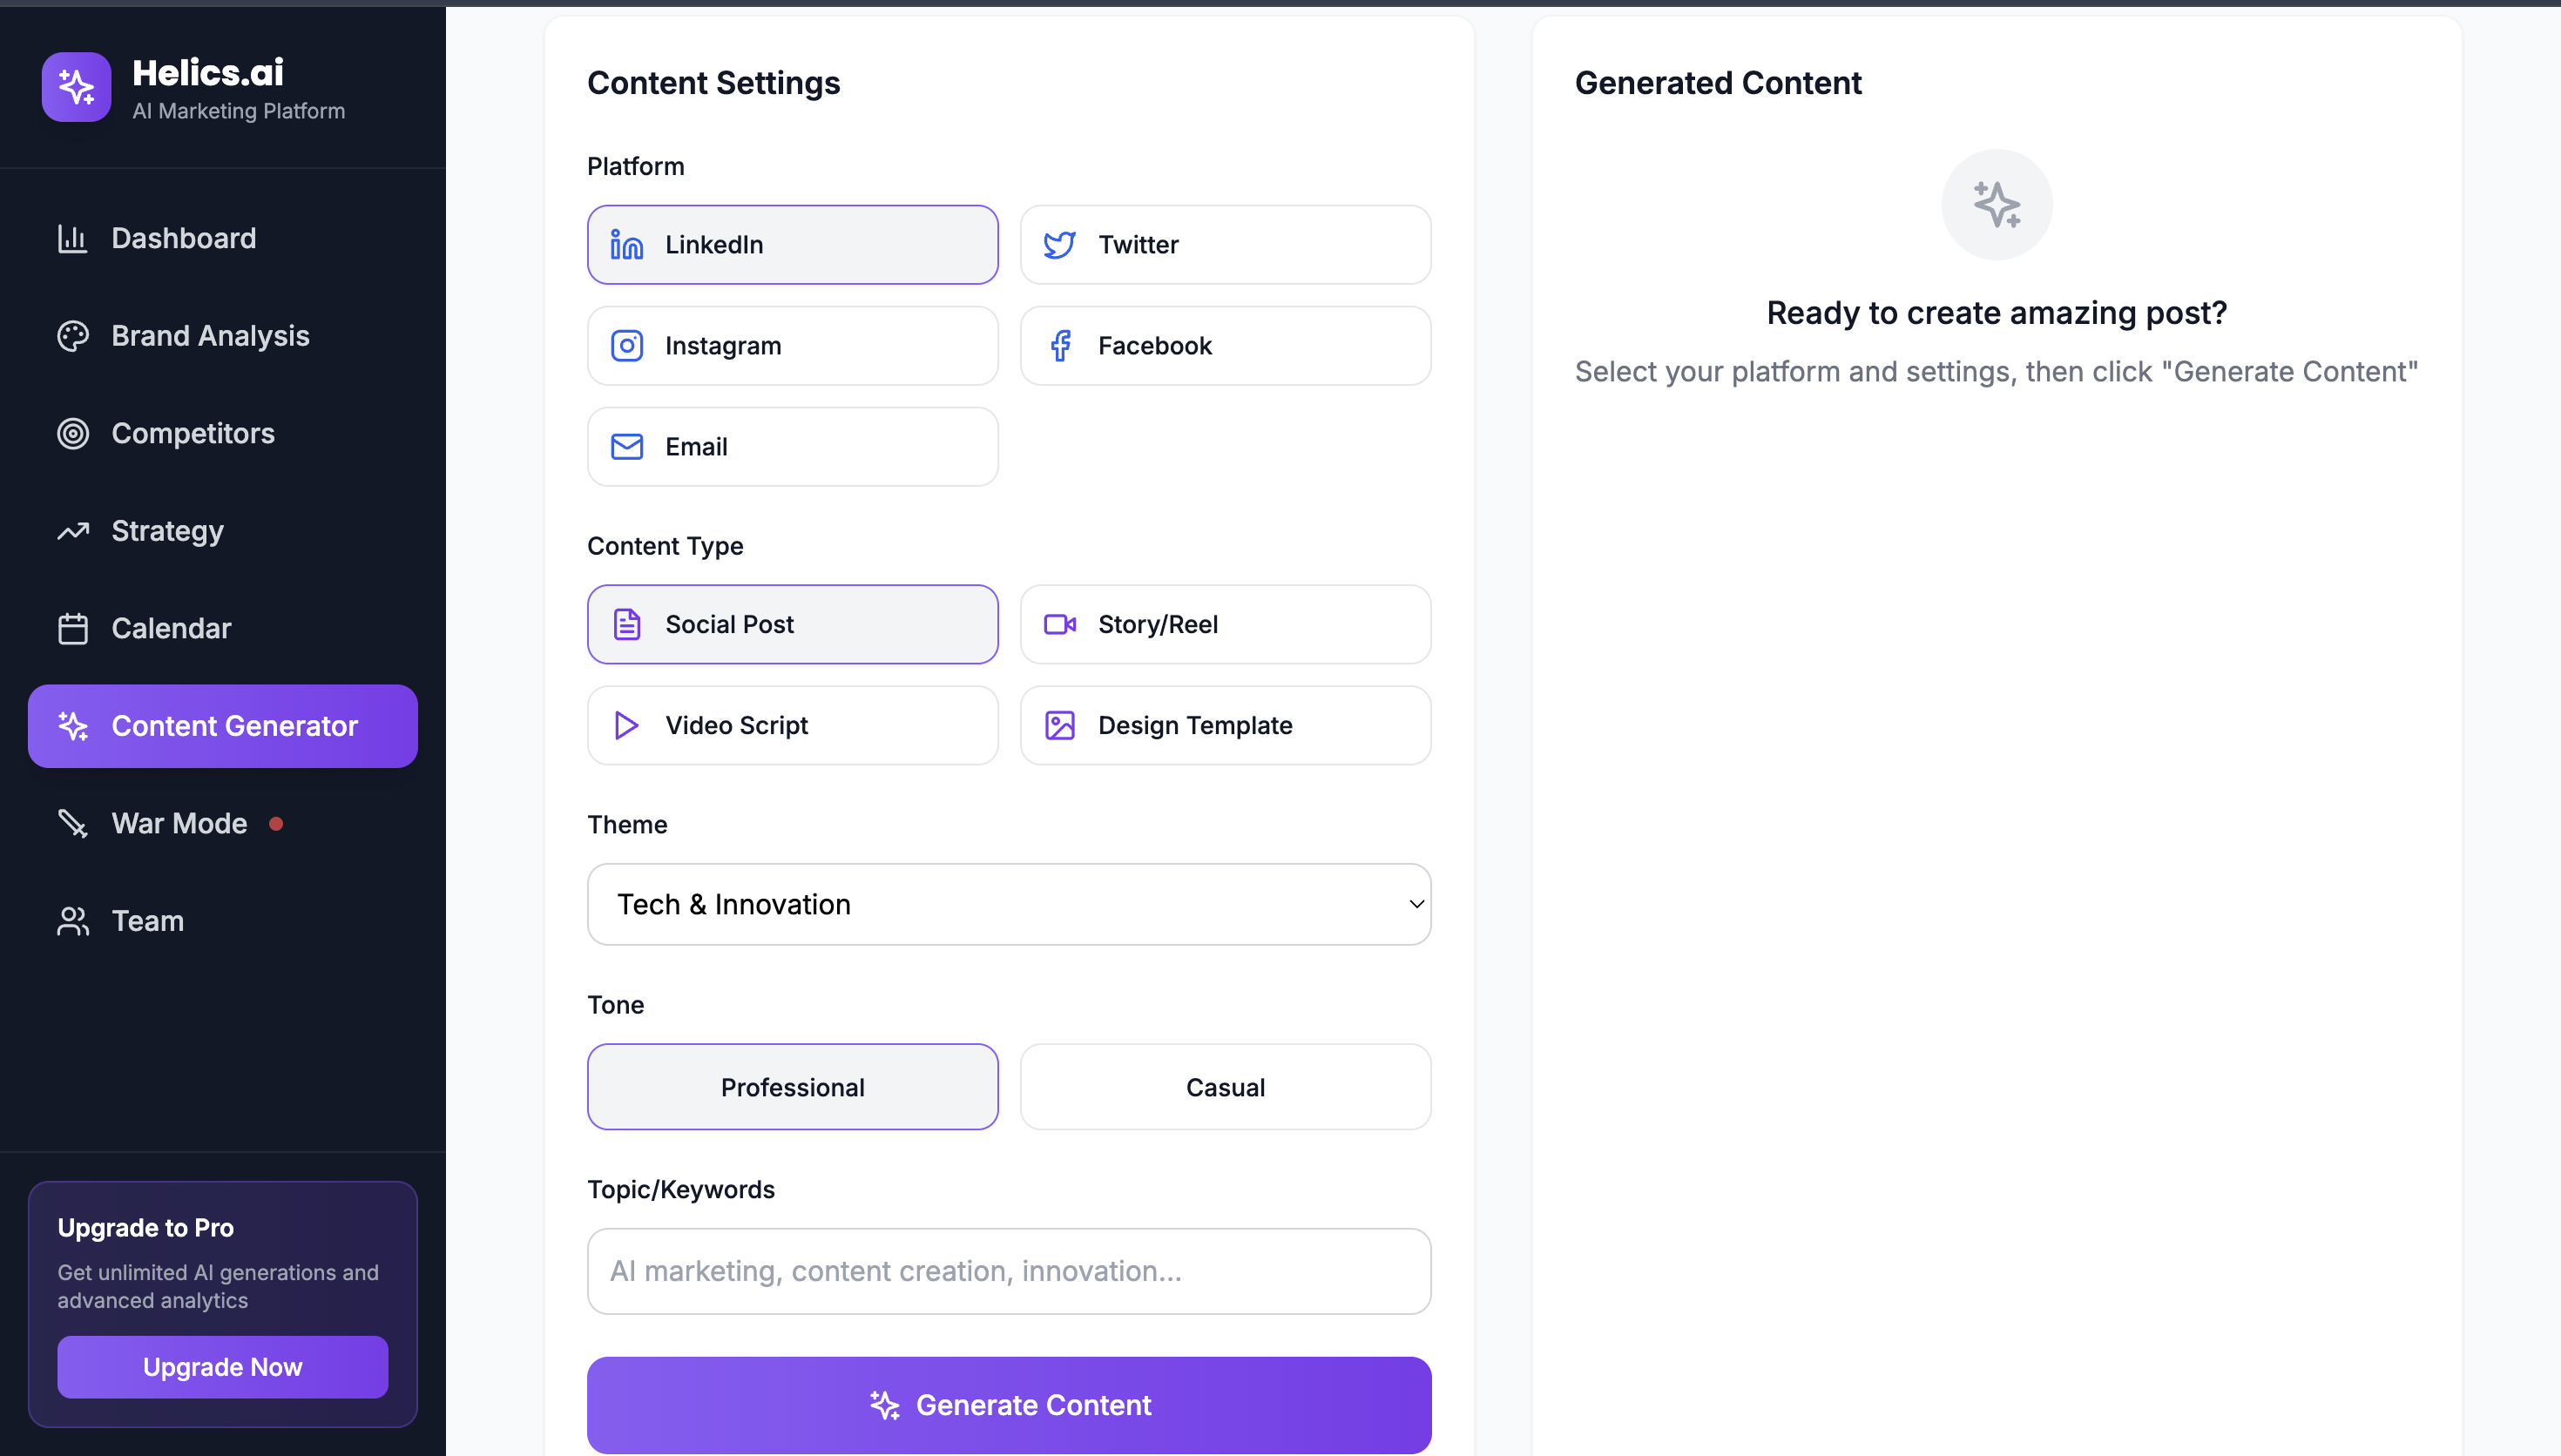 Helics.ai
AI Marketing Platform
Dashboard
Brand Analysis
Competitors
Strategy
Calendar
Content Generator
War Mode
Team
Upgrade to Pro
Get unlimited AI generations and
advanced analytics
Upgrade Now
Content Settings
Platform
LinkedIn
Twitter
Instagram
Facebook
Email
Content Type
Social Post
Story/Reel
Video Script
Design Template
Theme
Tech & Innovation
Tone
Professional
Casual
Topic/Keywords
AI marketing, content creation, innovation...
Generate Content
Generated Content
Ready to create amazing post?
Select your platform and settings, then click "Generate Content"